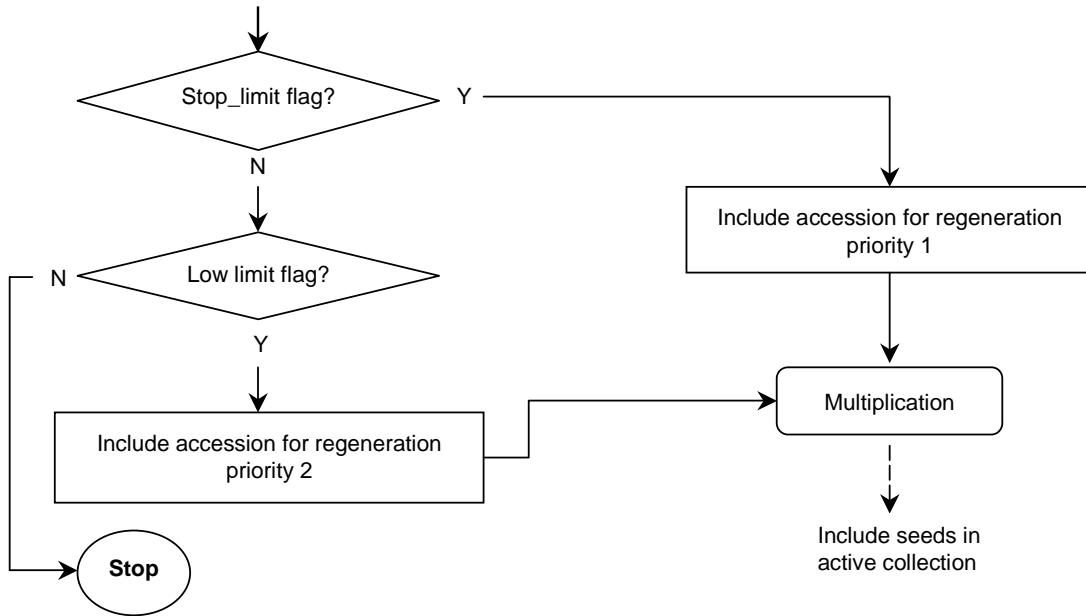 Stop_limit flag?
Y
N
Include accession for regeneration
priority 1
Low limit flag?
N
Y
Multiplication
Include accession for regeneration
priority 2
Include seeds in
active collection
Stop